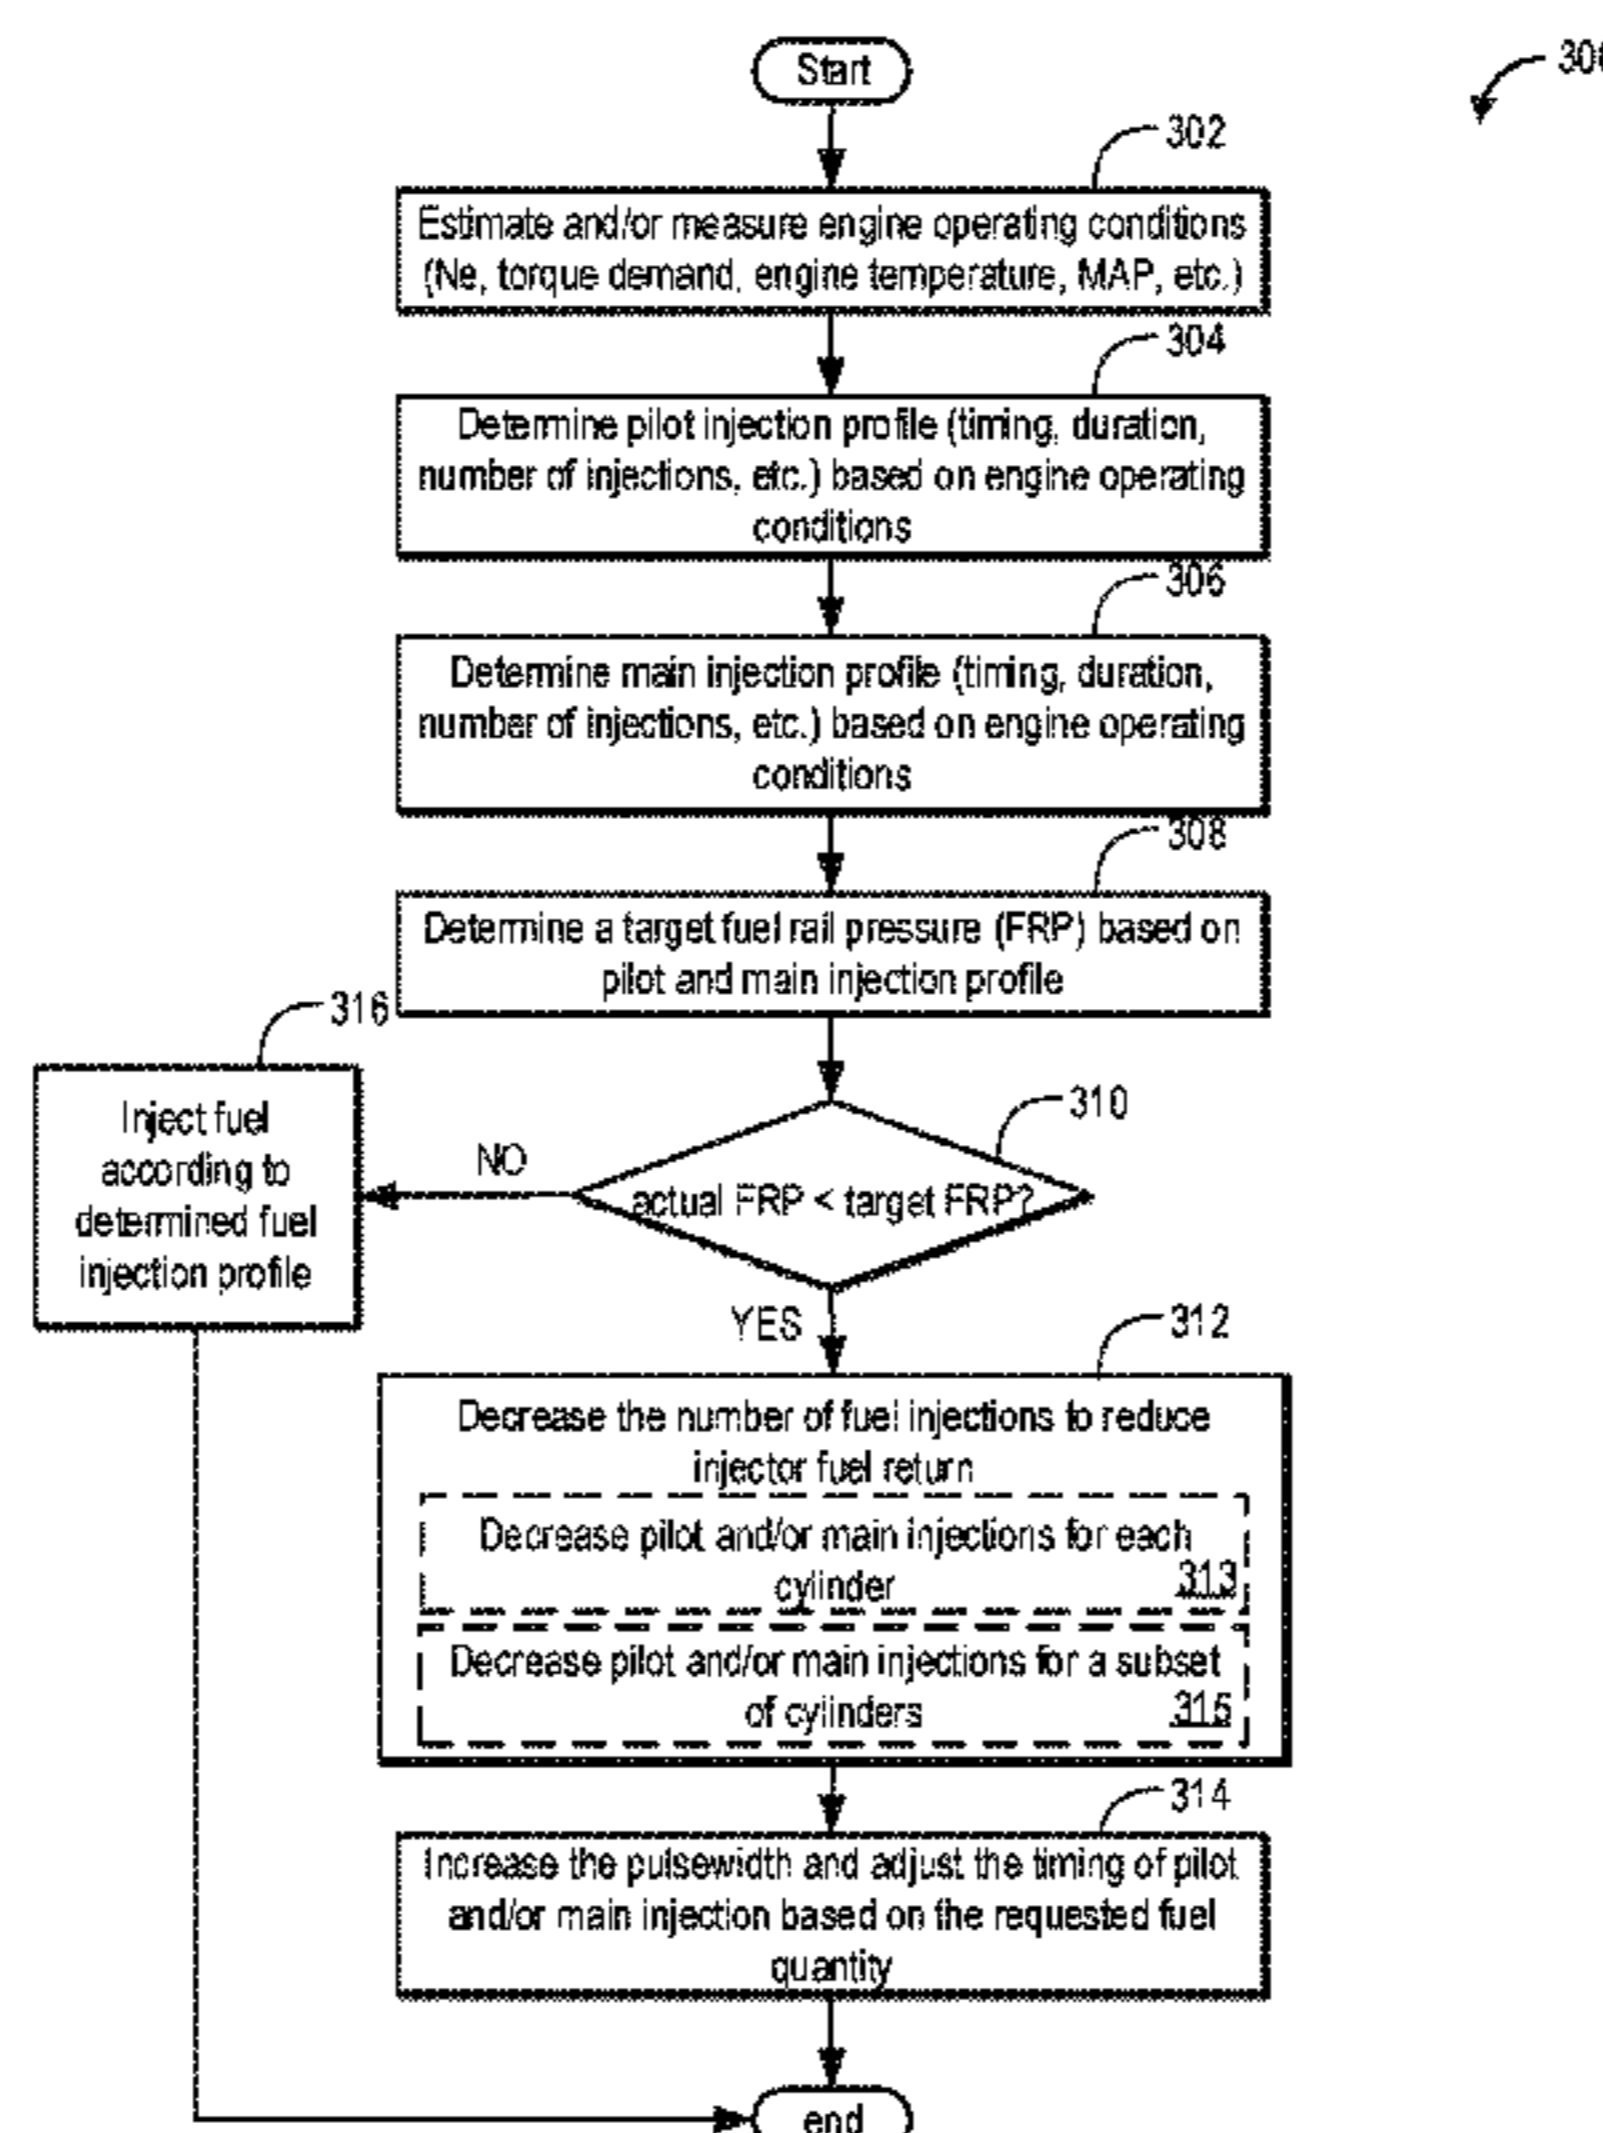 Start
300
302
Estimate and/or measure engine operating conditions
(Ne, torque demand, engine temperature, MAP, etc.)
304
Determine pilot injection profile (timing, duration,
number of injections, etc.) based on engine operating
conditions
306
Determine main injection profile (timing, duration,
number of injections, etc.) based on engine operating
conditions
308
Determine a target fuel rail pressure (FRP) based on
pilot and main injection profile
316
Inject fuel
according to
determined fuel
injection profile
NO
310
actual FRP < target FRP?
YES
312
Decrease the number of fuel injections to reduce
injector fuel return
Decrease pilot and/or main injections for each
cylinder 313
Decrease pilot and/or main injections for a subset
of cylinders 315
314
Increase the pulsewidth and adjust the timing of pilot
and/or main injection based on the requested fuel
quantity
end